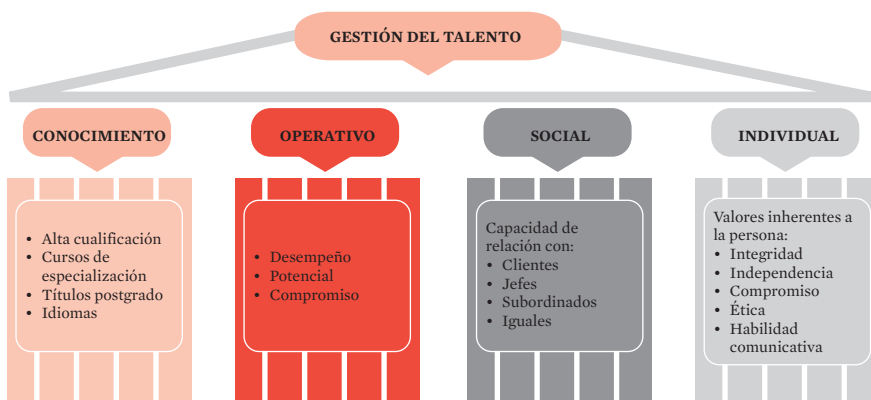 GESTIÓN DEL TALENTO
CONOCIMIENTO
• Alta cualificación
• Cursos de
especialización
• Títulos postgrado
• Idiomas
OPERATIVO
• Desempeño
• Potencial
• Compromiso
SOCIAL
Capacidad de
relación con:
• Clientes
• Jefes
• Subordinados
• Iguales
INDIVIDUAL
Valores inherentes a
la persona:
• Integridad
• Independencia
• Compromiso
• Ética
• Habilidad
comunicativa